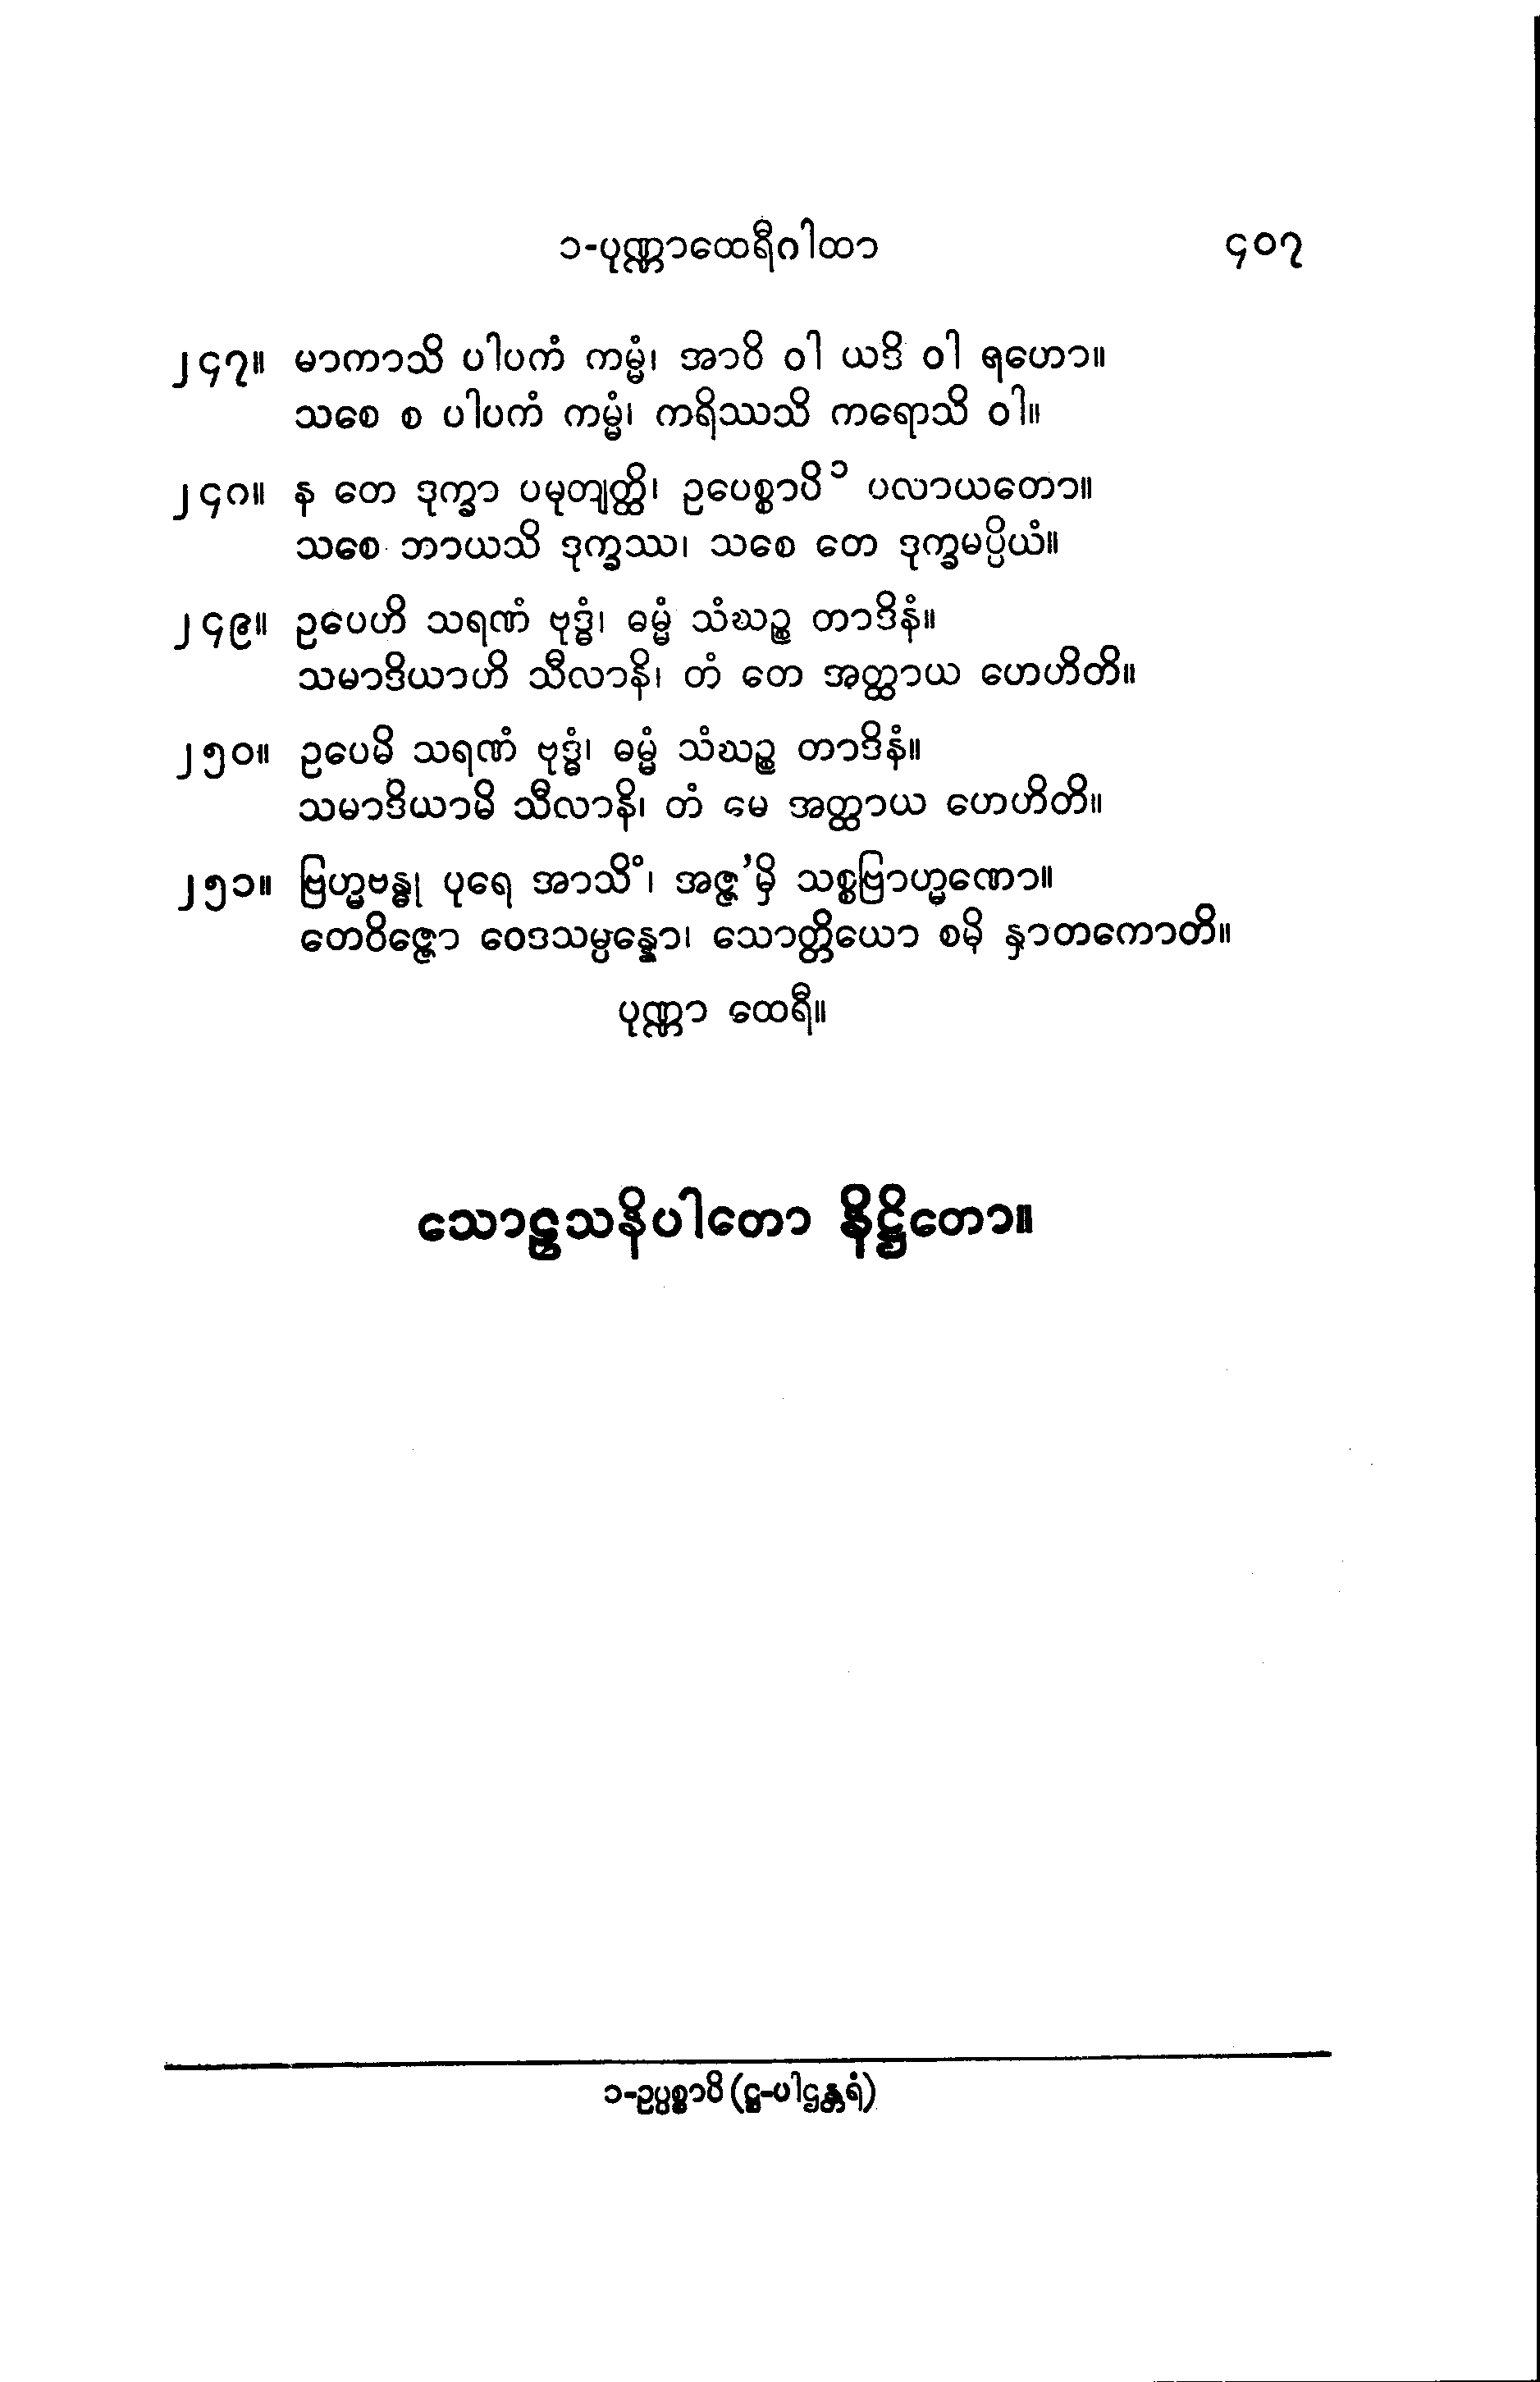 ၁-ပုဏ္ဏာထေရီဂါထာ ၄၀၇
၂၄၇။ မာကာသိ ပါပကံ ကမ္မံ၊ အာဝိ ဝါ ယဒိ ဝါ ရဟော။
သစေ စ ပါပကံ ကမ္မံ၊ ကရိဿသိ ကရောသိ ဝါ။
၂၄၈။ န တေ ဒုက္ခာ ပမုတျတ္ထိ၊ ဥပေစ္စာပိ ၁ ပလာယတော။
သစေ ဘာယသိ ဒုက္ခဿ၊ သစေ တေ ဒုက္ခမပ္ပိယံ။
၂၄၉။ ဥပေဟိ သရဏံ ဗုဒ္ဓံ၊ ဓမ္မံ သံဃဉ္စ တာဒိနံ။
သမာဒိယာဟိ သီလာနိ၊ တံ တေ အတ္ထာယ ဟေဟိတိ။
၂၅၀။ ဥပေမိ သရဏံ ဗုဒ္ဓံ၊ ဓမ္မံ သံဃဉ္စ တာဒိနံ။
သမာဒိယာမိ သီလာနိ၊ တံ မေ အတ္ထာယ ဟေဟိတိ။
၂၅၁။ ဗြဟ္မဗန္ဓု ပုရေ အာသိံ၊ အဇ္ဇ'မှိ သစ္စဗြာဟ္မဏော။
တေဝိဇ္ဇော ဝေဒသမ္ပန္နော၊ သောတ္တိယော စမှိ နှာတကောတိ။
ပုဏ္ဏာ ထေရီ။
သောဠသနိပါတော နိဋ္ဌိတော။
၁-ဥပ္ပစ္စာပိ (ဋ္ဌ-ပါဌန္တရံ)